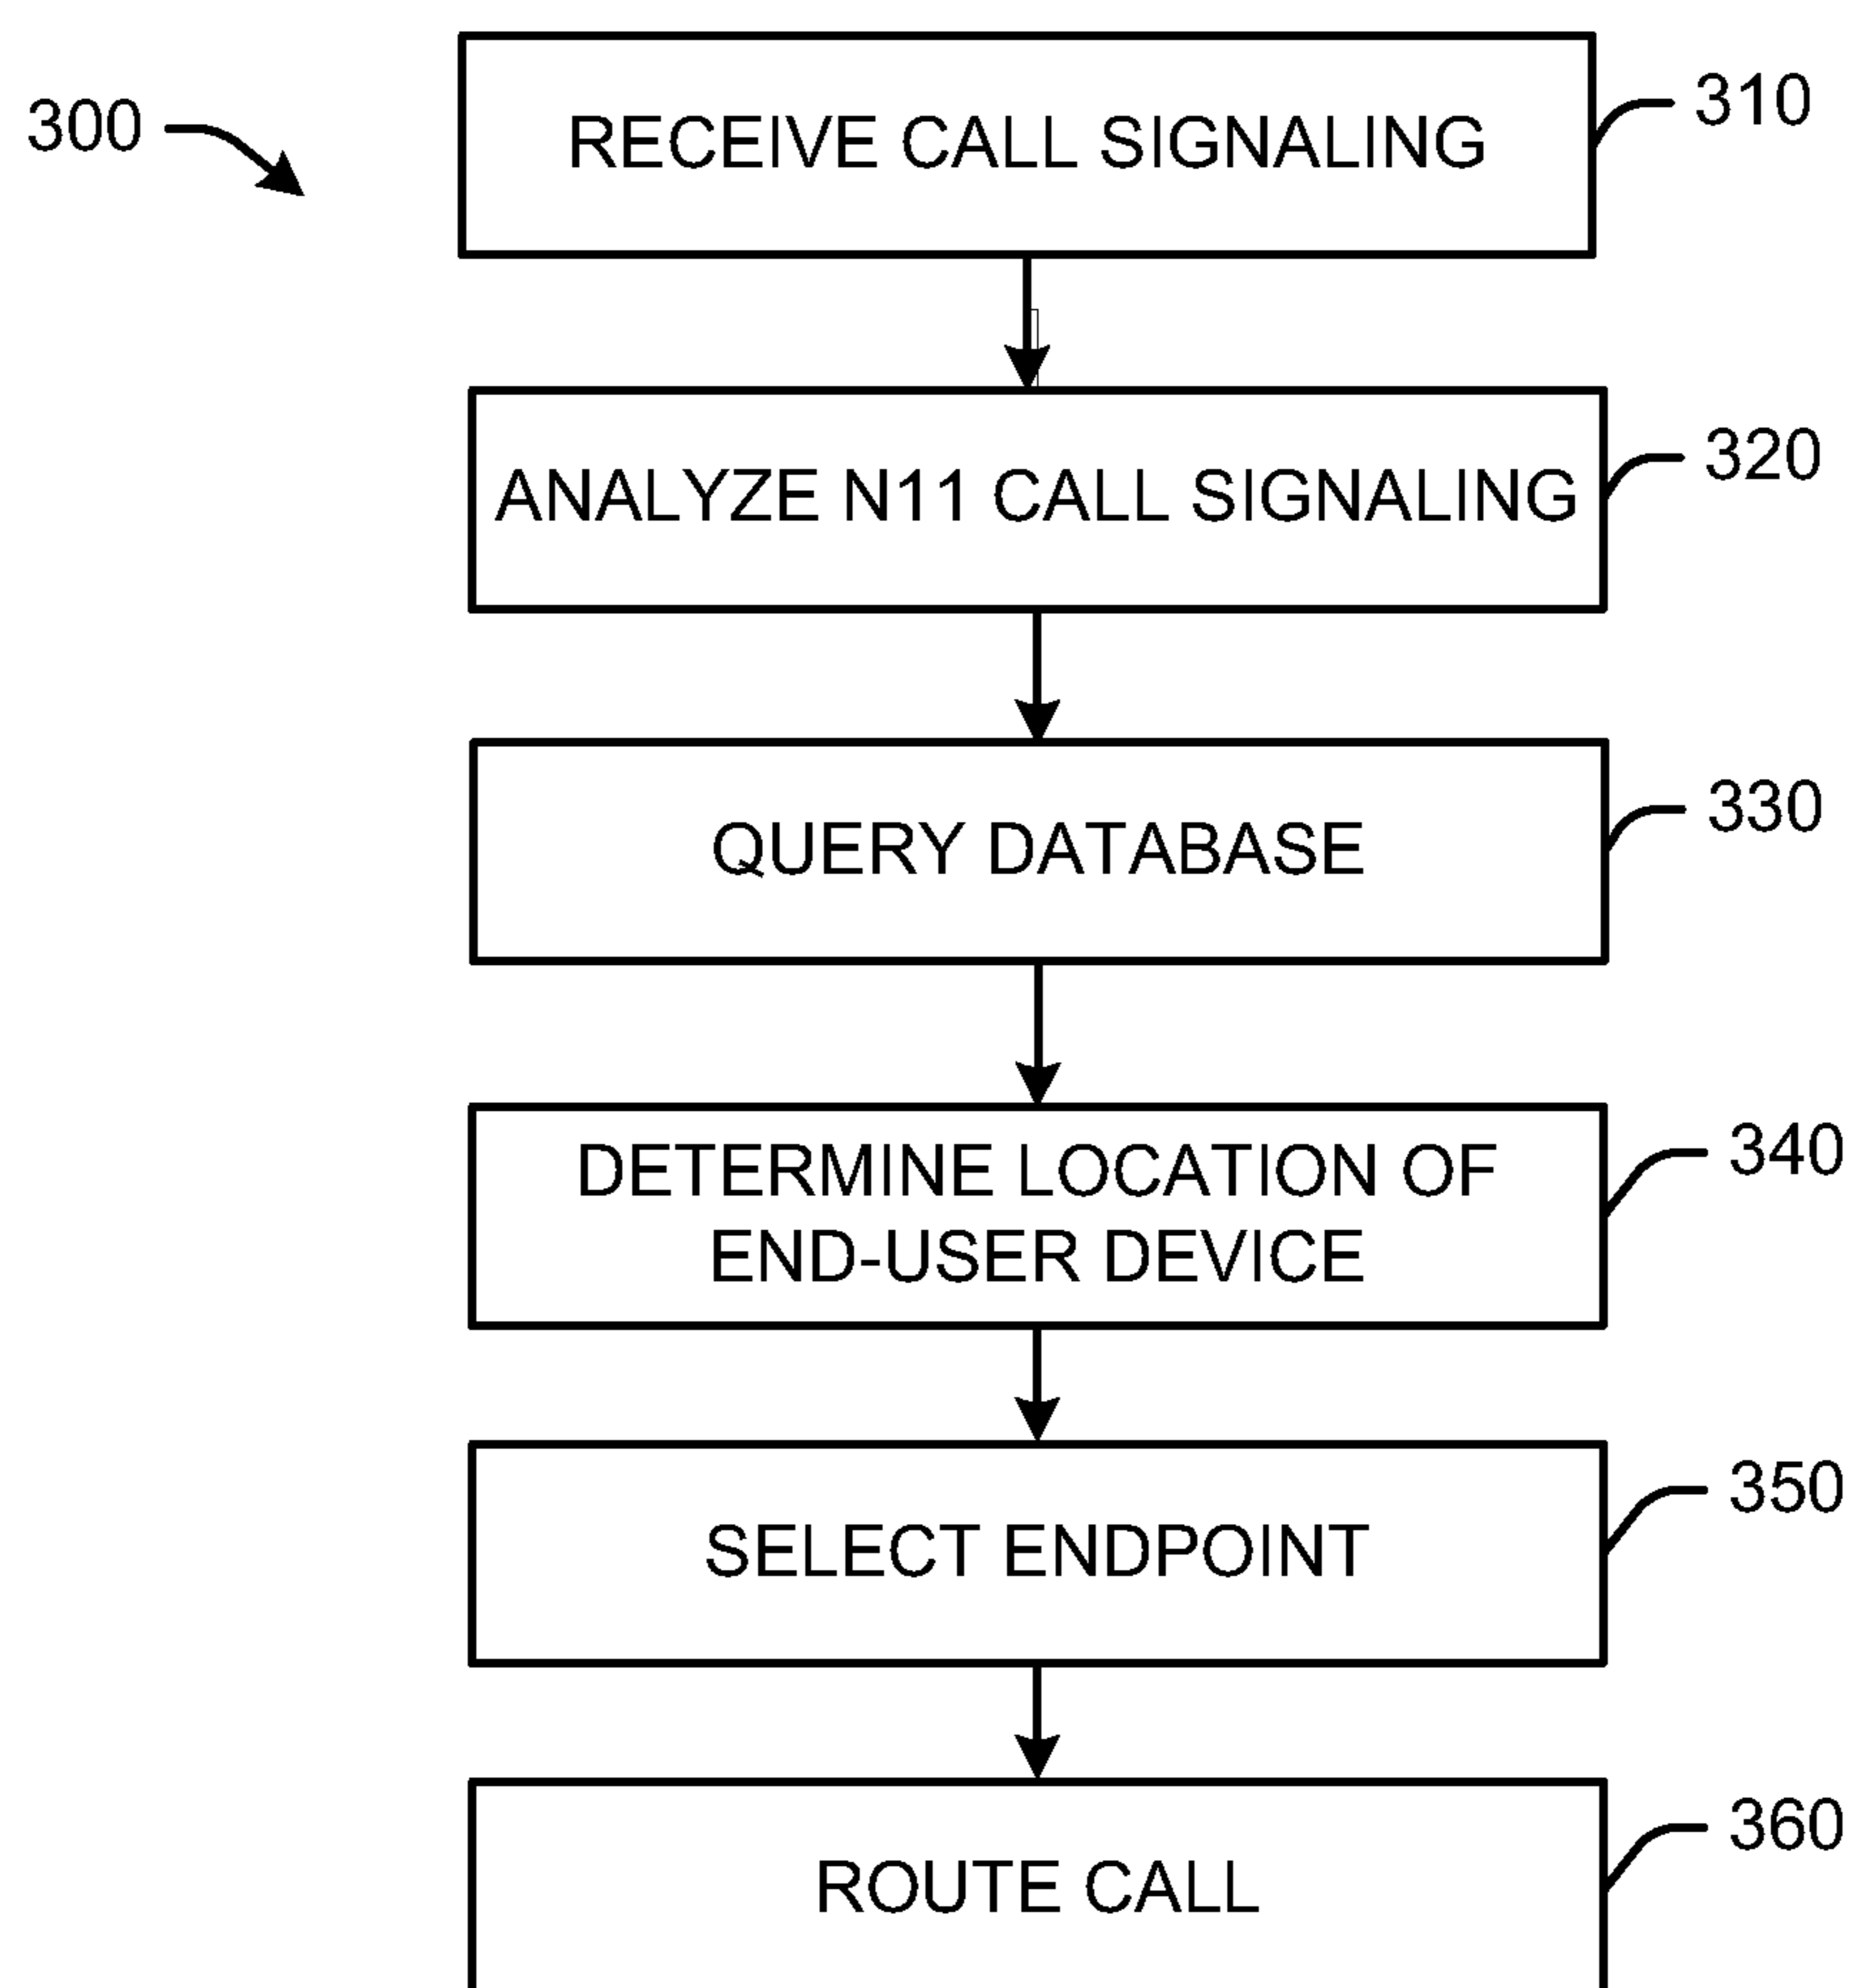 300
RECEIVE CALL SIGNALING
310
ANALYZE N11 CALL SIGNALING
320
QUERY DATABASE
330
DETERMINE LOCATION OF
END-USER DEVICE
340
SELECT ENDPOINT
350
ROUTE CALL
360